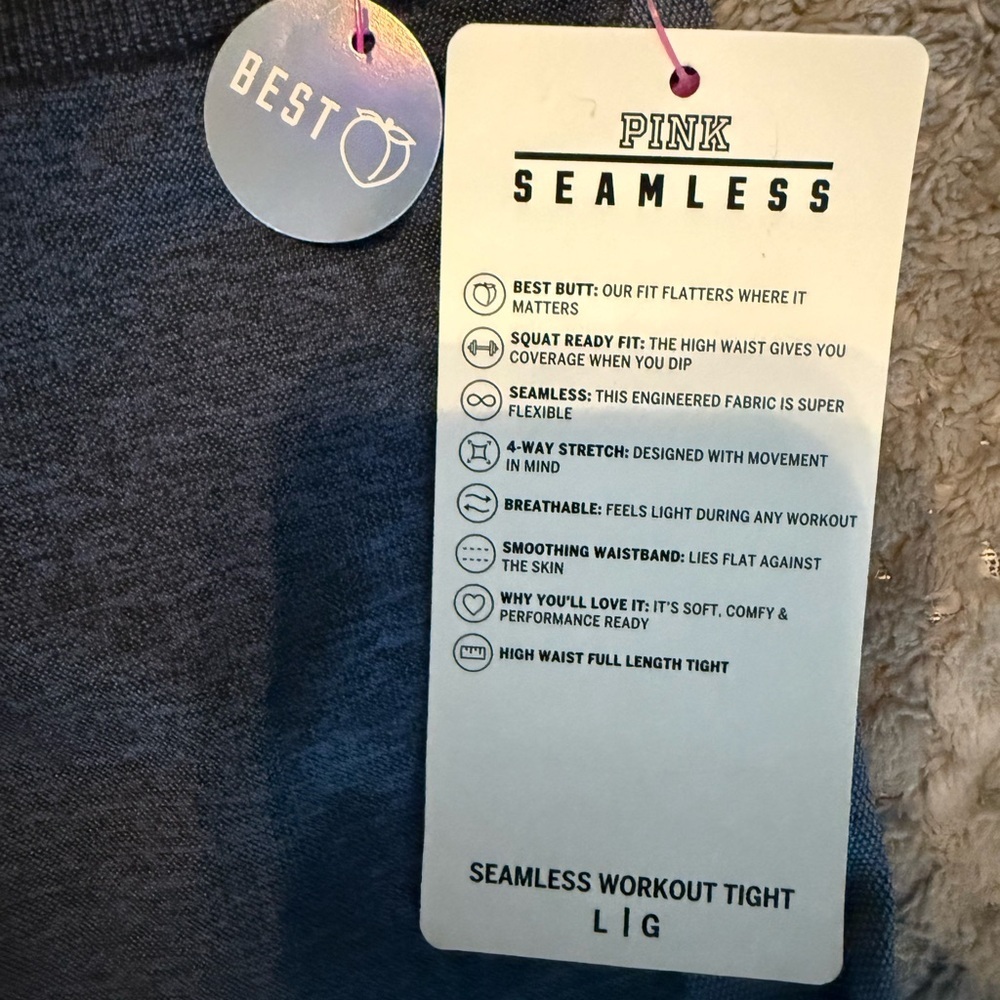 BEST
PINK
SEAMLESS
BEST BUTT: OUR FIT FLATTERS WHERE IT
MATTERS
SQUAT READY FIT: THE HIGH WAIST GIVES YOU
COVERAGE WHEN YOU DIP
SEAMLESS: THIS ENGINEERED FABRIC IS SUPER
FLEXIBLE
4-WAY STRETCH: DESIGNED WITH MOVEMENT
IN MIND
BREATHABLE: FEELS LIGHT DURING ANY WORKOUT
SMOOTHING WAISTBAND: LIES FLAT AGAINST
THE SKIN
WHY YOU'LL LOVE IT: IT'S SOFT, COMFY &
PERFORMANCE READY
HIGH WAIST FULL LENGTH TIGHT
SEAMLESS WORKOUT TIGHT
L | G